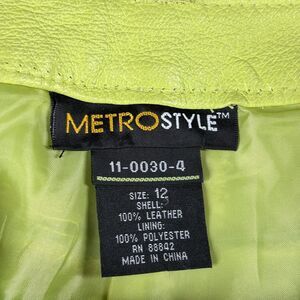 METROSTYLE™
11-0030-4
SIZE: 12
SHELL:
100% LEATHER
LINING:
100% POLYESTER
RN 88842
MADE IN CHINA